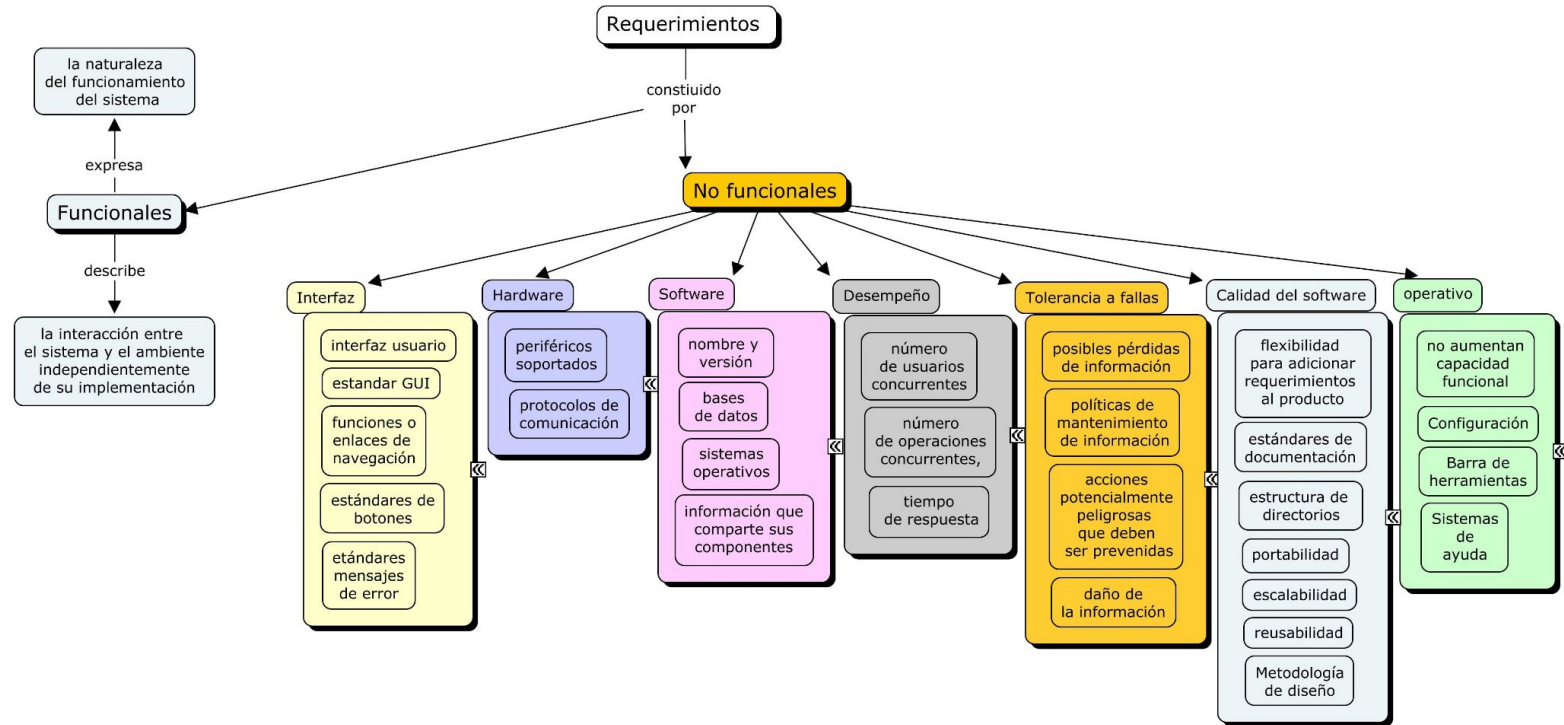 Requerimientos
constiuido
por
la naturaleza
del funcionamiento
del sistema
expresa
Funcionales
describe
la interacción entre
el sistema y el ambiente
independientemente
de su implementación
No funcionales
Interfaz
interfaz usuario
estandar GUI
funciones o
enlaces de
navegación
estándares de
botones
etándares
mensajes
de error
Hardware
periféricos
soportados
protocolos de
comunicación
Software
nombre y
versión
bases
de datos
sistemas
operativos
información que
comparte sus
componentes
Desempeño
número
de usuarios
concurrentes
número
de operaciones
concurrentes,
tiempo
de respuesta
Tolerancia a fallas
posibles pérdidas
de información
políticas de
mantenimiento
de información
acciones
potencialmente
peligrosas
que deben
ser prevenidas
daño de
la información
Calidad del software
flexibilidad
para adicionar
requerimientos
al producto
estándares de
documentación
estructura de
directorios
portabilidad
escalabilidad
reusabilidad
Metodología
de diseño
operativo
no aumentan
capacidad
funcional
Configuración
Barra de
herramientas
Sistemas
de
ayuda